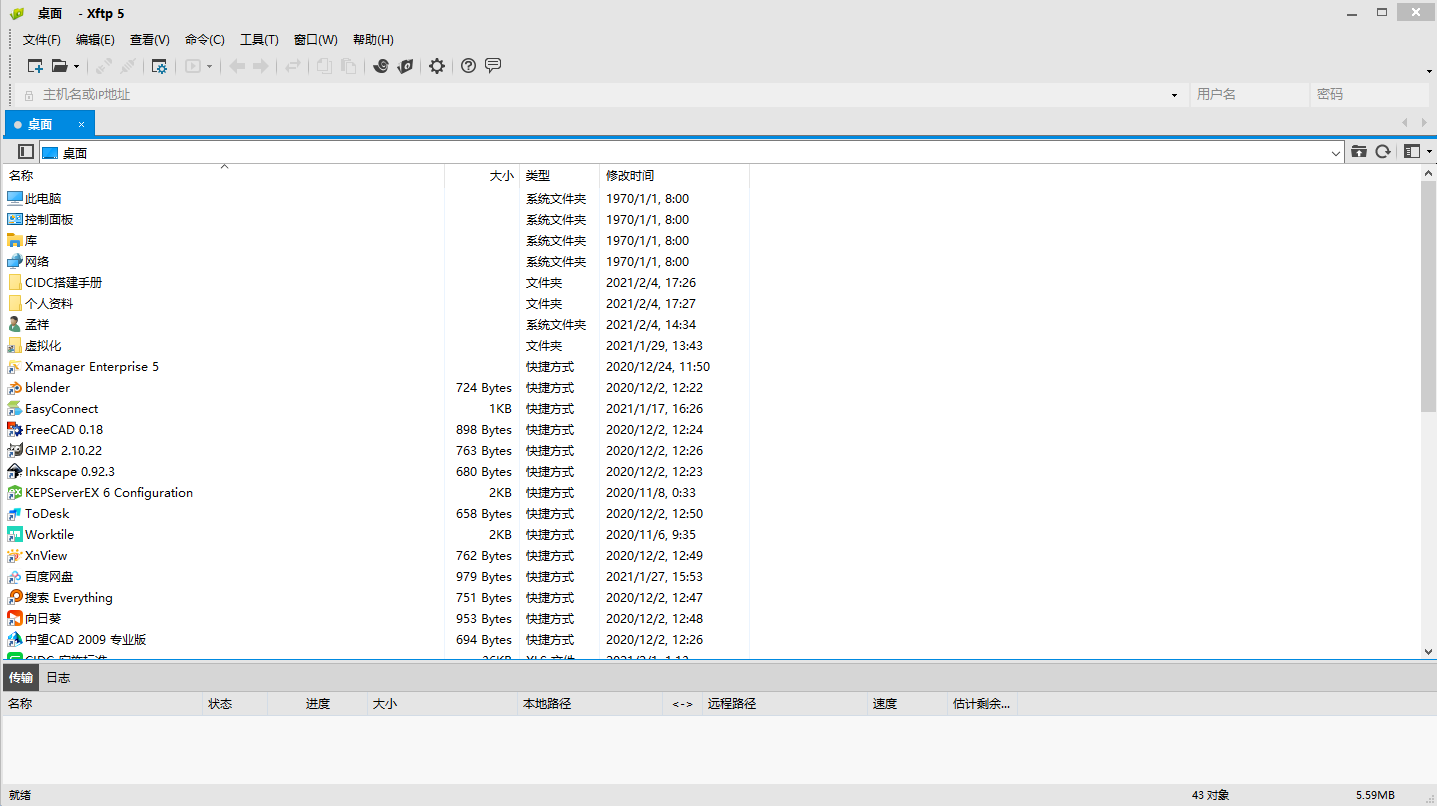 桌面 - Xftp 5
文件(F) 编辑(E) 查看(V) 命令(C) 工具(T) 窗口(W) 帮助(H)
主机名或IP地址 用户名 密码
桌面 ×
桌面
名称 大小 类型 修改时间
此电脑 系统文件夹 1970/1/1, 8:00
控制面板 系统文件夹 1970/1/1, 8:00
库 系统文件夹 1970/1/1, 8:00
网络 系统文件夹 1970/1/1, 8:00
CIDC搭建手册 文件夹 2021/2/4, 17:26
个人资料 文件夹 2021/2/4, 17:27
孟祥 系统文件夹 2021/2/4, 14:34
虚拟化 文件夹 2021/1/29, 13:43
Xmanager Enterprise 5 快捷方式 2020/12/24, 11:50
blender 724 Bytes 快捷方式 2020/12/2, 12:22
EasyConnect 1KB 快捷方式 2021/1/17, 16:26
FreeCAD 0.18 898 Bytes 快捷方式 2020/12/2, 12:24
GIMP 2.10.22 763 Bytes 快捷方式 2020/12/2, 12:26
Inkscape 0.92.3 680 Bytes 快捷方式 2020/12/2, 12:23
KEPServerEX 6 Configuration 2KB 快捷方式 2020/11/8, 0:33
ToDesk 658 Bytes 快捷方式 2020/12/2, 12:50
Worktile 2KB 快捷方式 2020/11/6, 9:35
XnView 762 Bytes 快捷方式 2020/12/2, 12:49
百度网盘 979 Bytes 快捷方式 2021/1/27, 15:53
搜索 Everything 751 Bytes 快捷方式 2020/12/2, 12:47
向日葵 953 Bytes 快捷方式 2020/12/2, 12:48
中望CAD 2009 专业版 694 Bytes 快捷方式 2020/12/2, 12:26
传输 日志
名称 状态 进度 大小 本地路径 <-> 远程路径 速度 估计剩余...
就绪 43 对象 5.59MB